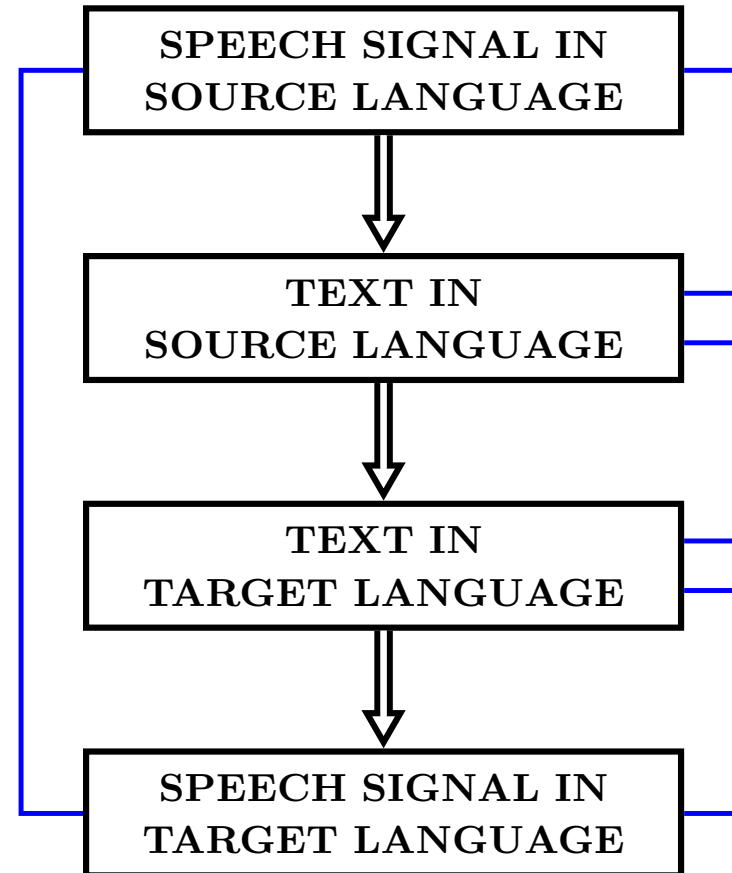 SPEECH SIGNAL IN
SOURCE LANGUAGE
TEXT IN
SOURCE LANGUAGE
TEXT IN
TARGET LANGUAGE
SPEECH SIGNAL IN
TARGET LANGUAGE